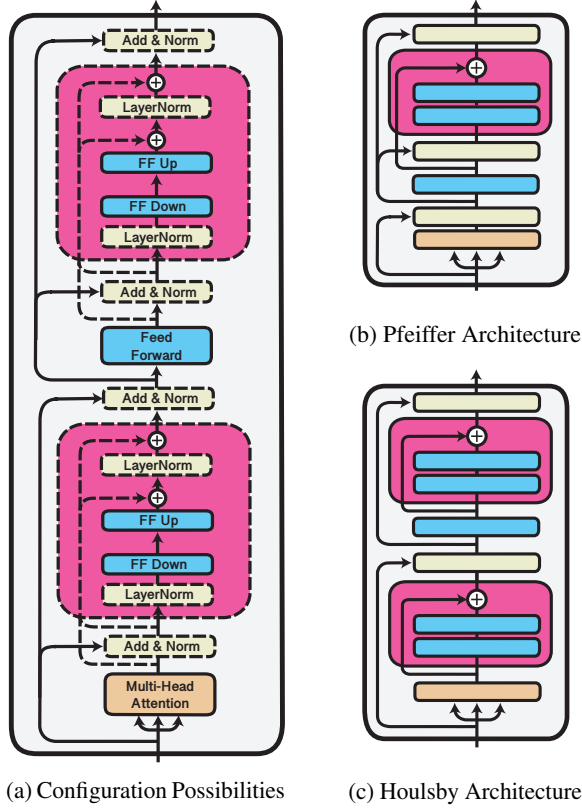 Add & Norm
LayerNorm
FF Up
FF Down
LayerNorm
Add & Norm
Feed
Forward
Add & Norm
LayerNorm
FF Up
FF Down
LayerNorm
Add & Norm
Multi-Head
Attention
(a) Configuration Possibilities
(b) Pfeiffer Architecture
(c) Houlsby Architecture